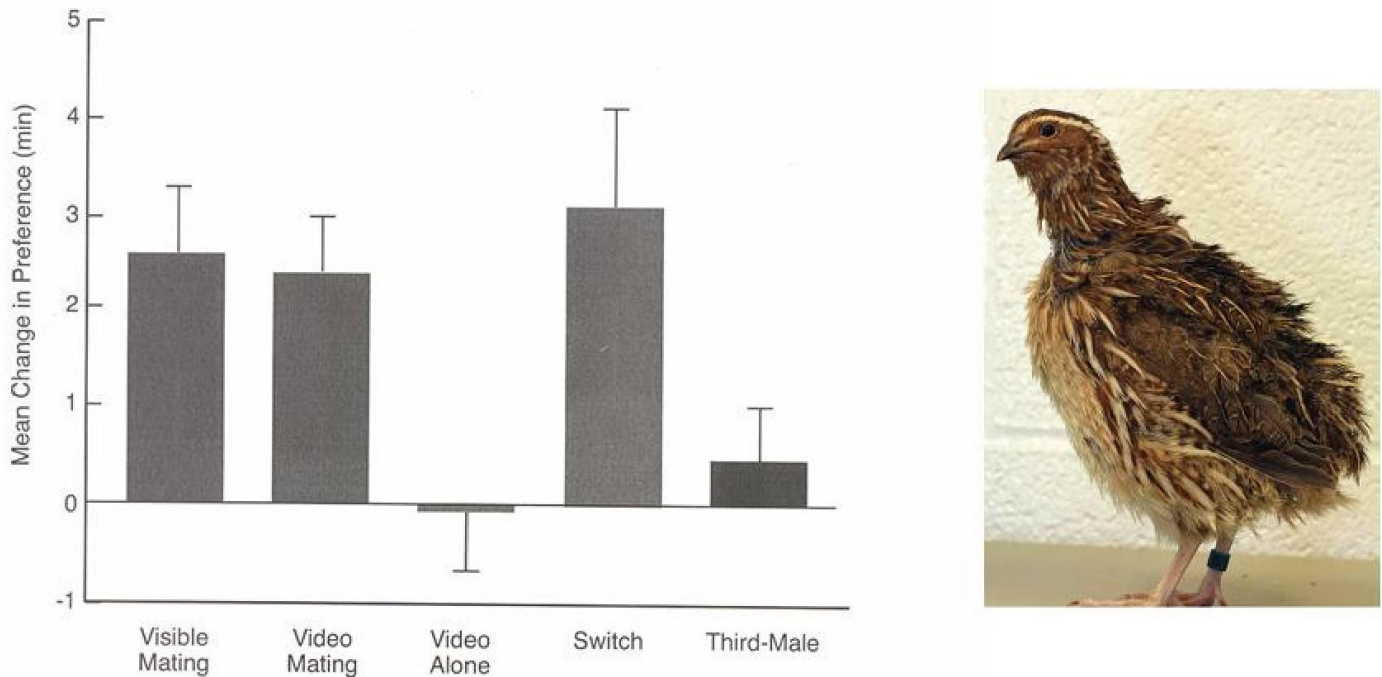 Mean Change in Preference (min)
5
4
3
2
1
0
-1
Visible
Mating
Video
Mating
Video
Alone
Switch
Third-Male